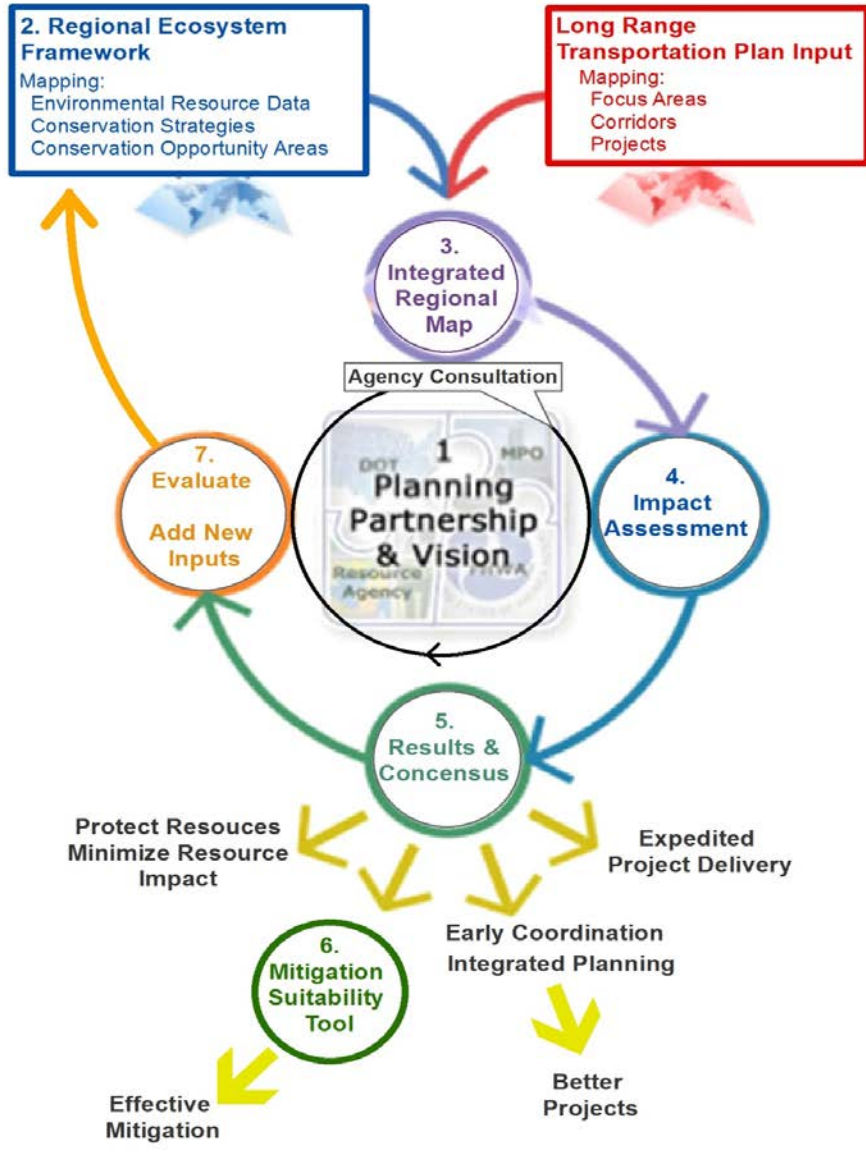 2. Regional Ecosystem
Framework
Mapping:
Environmental Resource Data
Conservation Strategies
Conservation Opportunity Areas
Long Range
Transportation Plan Input
Mapping:
Focus Areas
Corridors
Projects
3.
Integrated
Regional
Map
Agency Consultation
1
Planning
Partnership
& Vision
DOT
MPO
Resource
Agency
FHWA
4.
Impact
Assessment
7.
Evaluate
Add New
Inputs
5.
Results &
Concensus
Protect Resouces
Minimize Resource
Impact
Expedited
Project Delivery
Early Coordination
Integrated Planning
6.
Mitigation
Suitability
Tool
Effective
Mitigation
Better
Projects